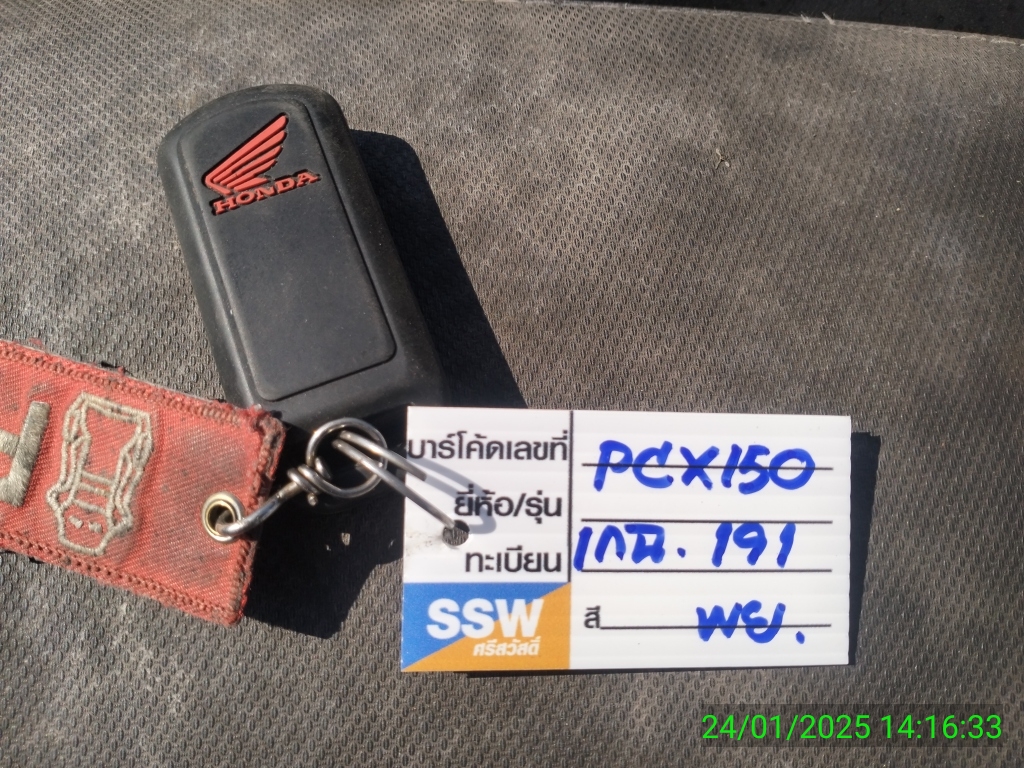 HONDA
บาร์โค้ดเลขที่ PCX150
ยี่ห้อ/รุ่น
ทะเบียน 1กฉ. 191
สี พย.
SSW
ศรีสวัสดิ์
24/01/2025 14:16:33